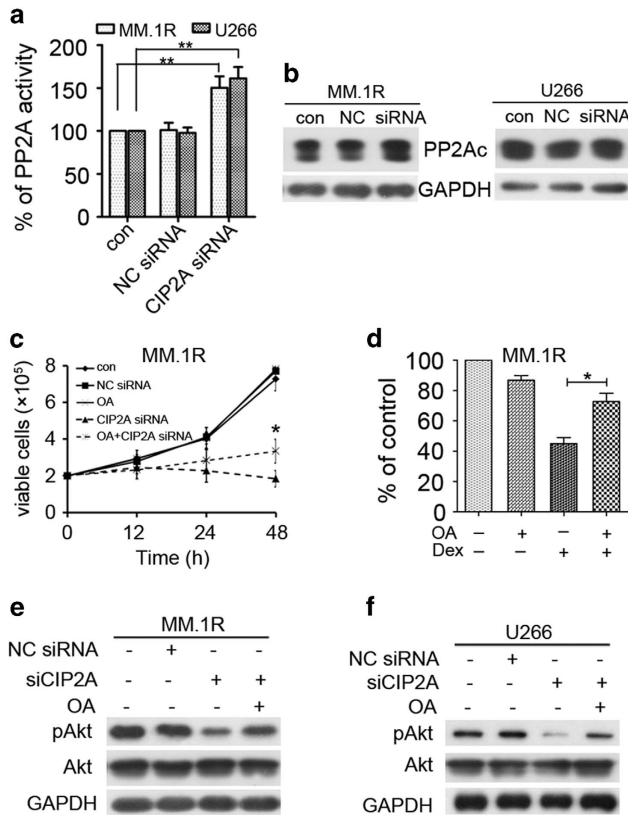 a
MM.1R U266
**
**
% of PP2A activity
200
150
100
50
0
con
NC siRNA
CIP2A siRNA
b
MM.1R
con NC siRNA
PP2Ac
GAPDH
U266
con NC siRNA
c
MM.1R
viable cells (×10⁵)
8
6
4
2
0
con
NC siRNA
OA
CIP2A siRNA
OA+CIP2A siRNA
*
0 12 24 48
Time (h)
d
MM.1R
% of control
100
80
60
40
20
0
*
OA – + – +
Dex – – + +
e
MM.1R
NC siRNA - + - -
siCIP2A - - + +
OA - - - +
pAkt
Akt
GAPDH
f
U266
NC siRNA - + - -
siCIP2A - - + +
OA - - - +
pAkt
Akt
GAPDH